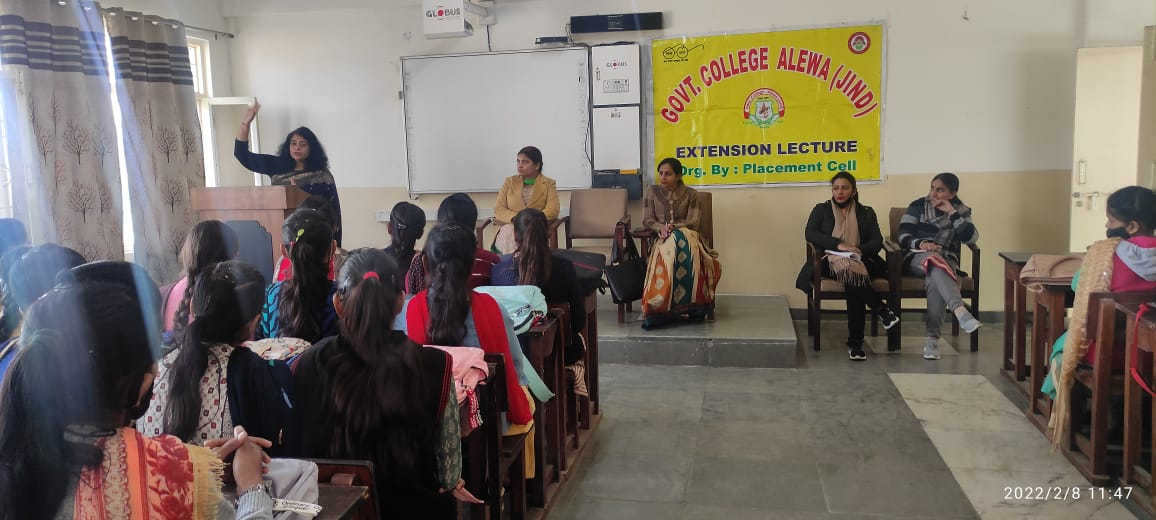 GLOBUS
GLOBUS
GOVT. COLLEGE ALEWA (JIND)
EXTENSION LECTURE
Org. By : Placement Cell
2022/2/8 11:47